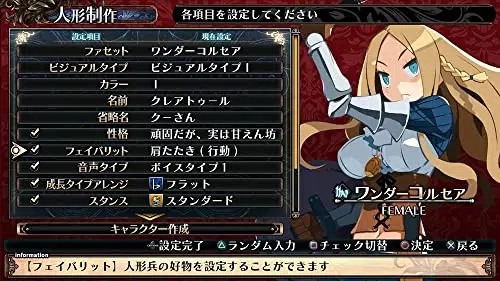 人形制作
各項目を設定してください
設定項目 現在設定
ファセット ワンダーコルセア
ビジュアルタイプ ビジュアルタイプ1
カラー 1
名前 クレアトゥール
省略名 くーさん
✓ 性格 頑固だが、実は甘えん坊
✓ フェイバリット 肩たたき(行動)
✓ 音声タイプ ボイスタイプ1
✓ 成長タイプアレンジ フラット
✓ スタンス スタンダード
キャラクター作成
ワンダーコルセア
FEMALE
設定完了 △ランダム入力 □チェック切替 ○決定 ×戻る
information
【フェイバリット】人形兵の好物を設定することができます